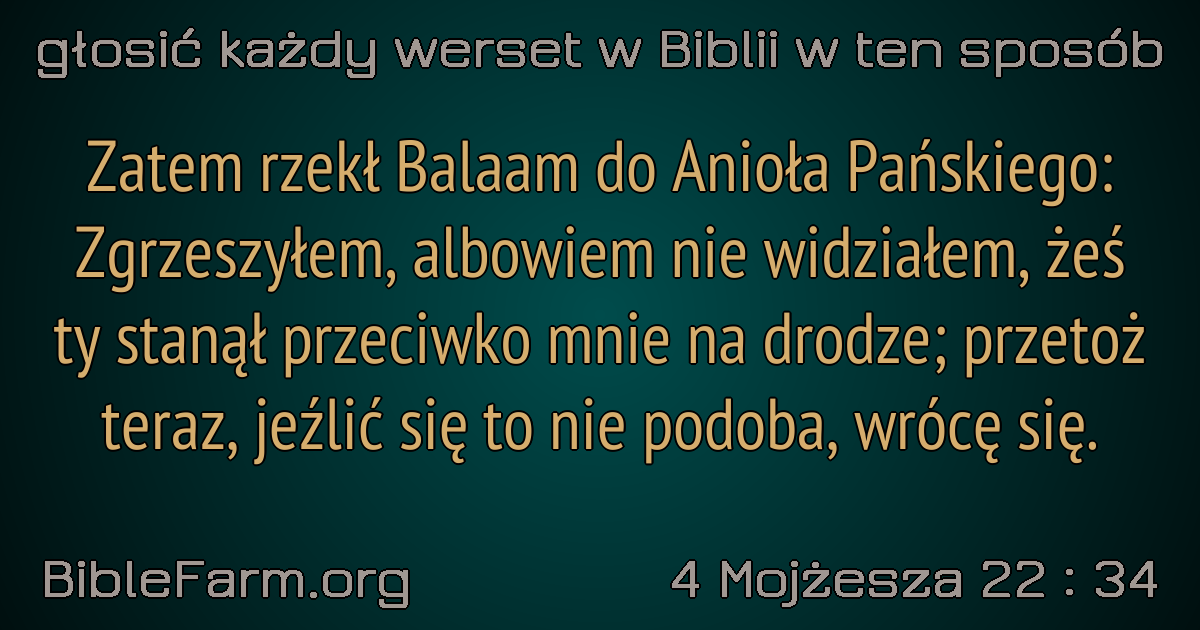 głosić każdy werset w Biblii w ten sposób
Zatem rzekł Balaam do Anioła Pańskiego:
Zgrzeszyłem, albowiem nie widziałem, żeś
ty stanął przeciwko mnie na drodze; przetoż
teraz, jeźlić się to nie podoba, wrócę się.
BibleFarm.org
4 Mojżesza 22 : 34